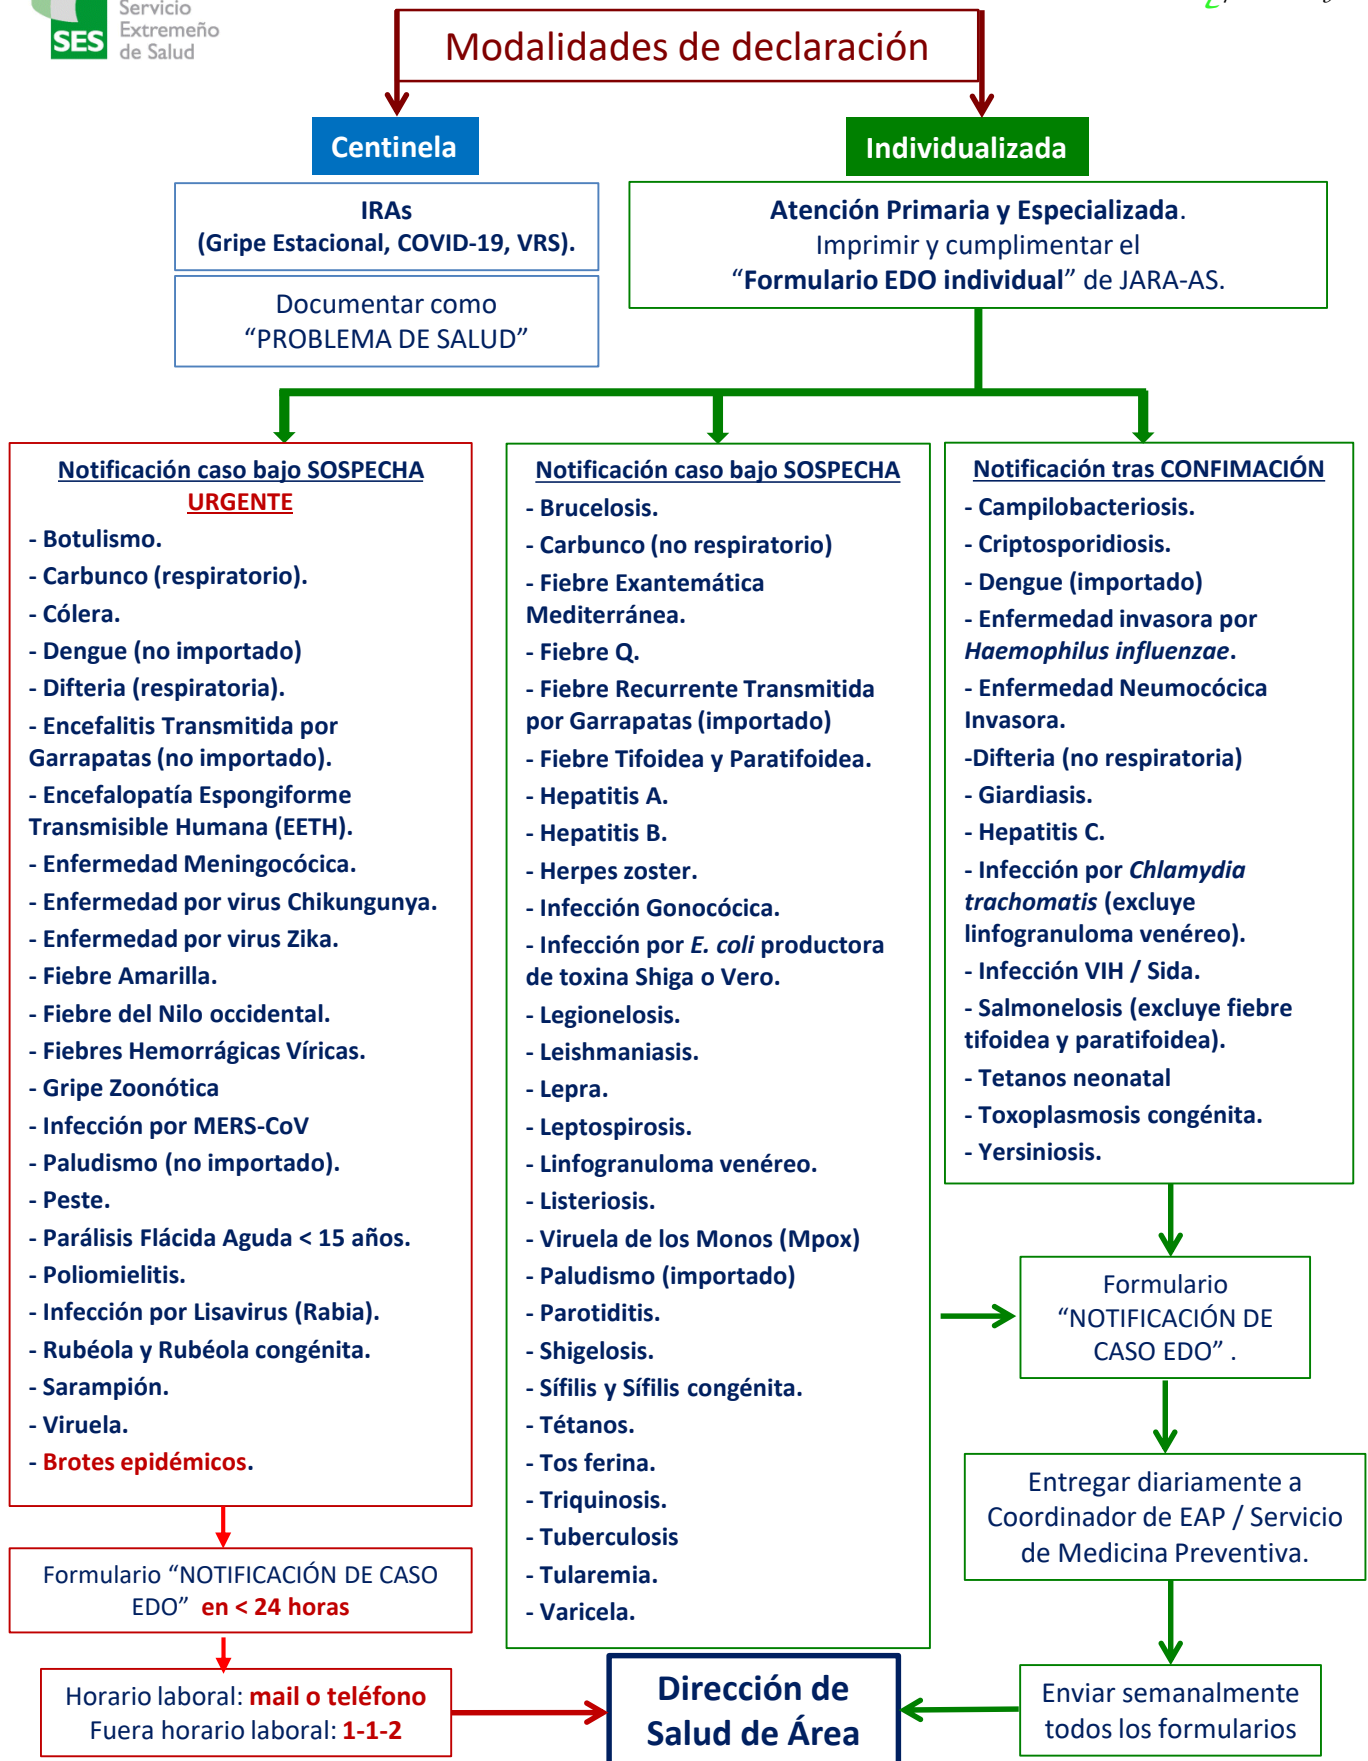 Servicio
Extremeño
de Salud
SES
Modalidades de declaración
Centinela
IRAs
(Gripe Estacional, COVID-19, VRS).
Documentar como
“PROBLEMA DE SALUD”
Individualizada
Atención Primaria y Especializada.
Imprimir y cumplimentar el
“Formulario EDO individual” de JARA-AS.
Notificación caso bajo SOSPECHA
URGENTE
- Botulismo.
- Carbunco (respiratorio).
- Cólera.
- Dengue (no importado)
- Difteria (respiratoria).
- Encefalitis Transmitida por
Garrapatas (no importado).
- Encefalopatía Espongiforme
Transmisible Humana (EETH).
- Enfermedad Meningocócica.
- Enfermedad por virus Chikungunya.
- Enfermedad por virus Zika.
- Fiebre Amarilla.
- Fiebre del Nilo occidental.
- Fiebres Hemorrágicas Víricas.
- Gripe Zoonótica
- Infección por MERS-CoV
- Paludismo (no importado).
- Peste.
- Parálisis Flácida Aguda < 15 años.
- Poliomielitis.
- Infección por Lisavirus (Rabia).
- Rubéola y Rubéola congénita.
- Sarampión.
- Viruela.
- Brotes epidémicos.
Formulario “NOTIFICACIÓN DE CASO
EDO” en < 24 horas
Horario laboral: mail o teléfono
Fuera horario laboral: 1-1-2
Notificación caso bajo SOSPECHA
- Brucelosis.
- Carbunco (no respiratorio)
- Fiebre Exantemática
Mediterránea.
- Fiebre Q.
- Fiebre Recurrente Transmitida
por Garrapatas (importado)
- Fiebre Tifoidea y Paratifoidea.
- Hepatitis A.
- Hepatitis B.
- Herpes zoster.
- Infección Gonocócica.
- Infección por E. coli productora
de toxina Shiga o Vero.
- Legionelosis.
- Leishmaniasis.
- Lepra.
- Leptospirosis.
- Linfogranuloma venéreo.
- Listeriosis.
- Viruela de los Monos (Mpox)
- Paludismo (importado)
- Parotiditis.
- Shigelosis.
- Sífilis y Sífilis congénita.
- Tétanos.
- Tos ferina.
- Triquinosis.
- Tuberculosis
- Tularemia.
- Varicela.
Notificación tras CONFIMACIÓN
- Campilobacteriosis.
- Criptosporidiosis.
- Dengue (importado)
- Enfermedad invasora por
Haemophilus influenzae.
- Enfermedad Neumocócica
Invasora.
-Difteria (no respiratoria)
- Giardiasis.
- Hepatitis C.
- Infección por Chlamydia
trachomatis (excluye
linfogranuloma venéreo).
- Infección VIH / Sida.
- Salmonelosis (excluye fiebre
tifoidea y paratifoidea).
- Tetanos neonatal
- Toxoplasmosis congénita.
- Yersiniosis.
Formulario
“NOTIFICACIÓN DE
CASO EDO” .
Entregar diariamente a
Coordinador de EAP / Servicio
de Medicina Preventiva.
Enviar semanalmente
todos los formularios
Dirección de
Salud de Área